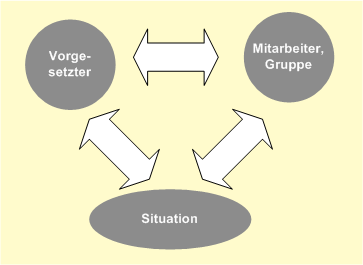 Vorge-
setzter
Mitarbeiter,
Gruppe
Situation